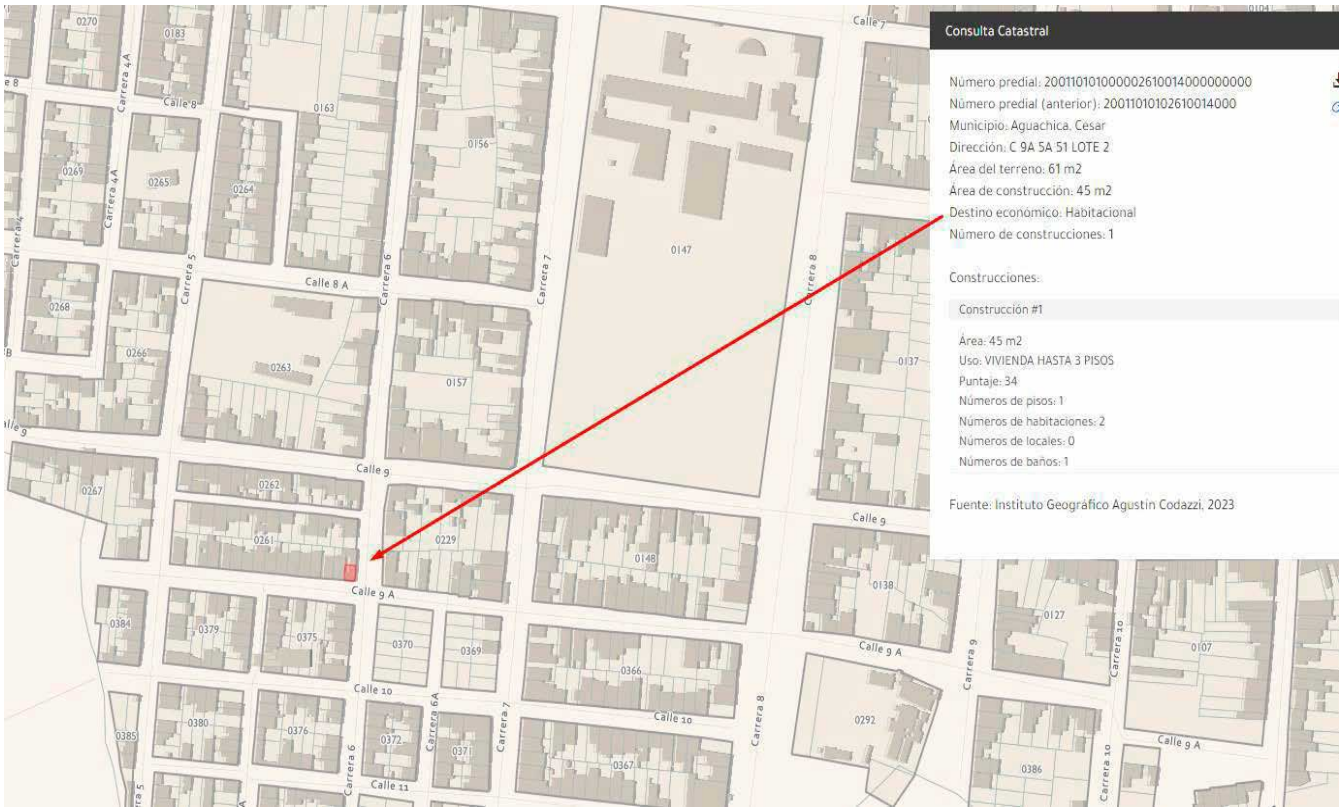 Calle 7
0104
0270
0183
Carrera 4A
Calle 8
0163
0156
0269
0265
0264
Carrera 4A
Carrera 4
Carrera 5
Carrera 6
Carrera 7
0147
Carrera 8
Calle 8 A
0268
0266
0263
0157
0137
Calle 9
0267
0262
0261
0229
Calle 9
0148
0138
Calle 9 A
0384
0379
0375
0370
0369
0366
Calle 9 A
0127
0107
Carrera 9
Carrera 10
Calle 10
Calle 10
0385
0380
0376
0372
0371
0367
0292
0386
Carrera 6
Carrera 6A
Carrera 7
Carrera 8
Carrera 10
Calle 9 A
Calle 11
Consulta Catastral
Número predial: 200110101000002610014000000000
Número predial (anterior): 20011010102610014000
Municipio: Aguachica, Cesar
Dirección: C 9A 5A 51 LOTE 2
Área del terreno: 61 m2
Área de construcción: 45 m2
Destino económico: Habitacional
Número de construcciones: 1
Construcciones:
Construcción #1
Área: 45 m2
Uso: VIVIENDA HASTA 3 PISOS
Puntaje: 34
Números de pisos: 1
Números de habitaciones: 2
Números de locales: 0
Números de baños: 1
Fuente: Instituto Geográfico Agustín Codazzi, 2023